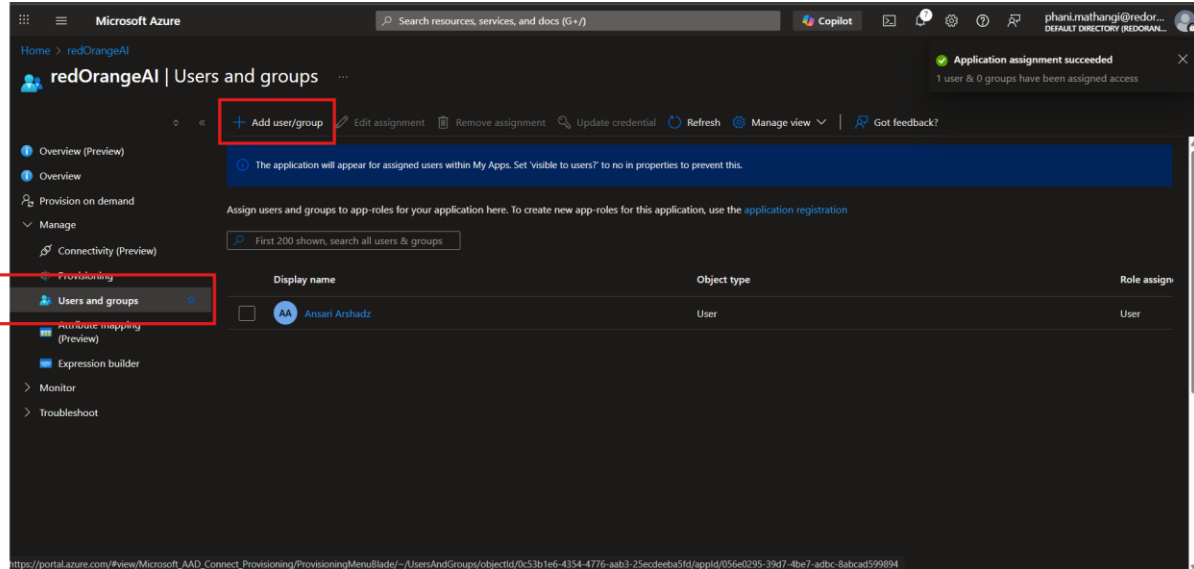 Microsoft Azure
Search resources, services, and docs (G+/)
Copilot
7
phani.mathangi@redor...
DEFAULT DIRECTORY (REDORAN...
Home > redOrangeAI
redOrangeAI | Users and groups ...
Application assignment succeeded
1 user & 0 groups have been assigned access
Add user/group
Edit assignment
Remove assignment
Update credential
Refresh
Manage view
Got feedback?
Overview (Preview)
Overview
Provision on demand
Manage
Connectivity (Preview)
Provisioning
Users and groups
Attribute mapping
(Preview)
Expression builder
Monitor
Troubleshoot
The application will appear for assigned users within My Apps. Set 'visible to users?' to no in properties to prevent this.
Assign users and groups to app-roles for your application here. To create new app-roles for this application, use the application registration
First 200 shown, search all users & groups
Display name
Object type
Role assign
AA
Ansari Arshadz
User
User
https://portal.azure.com/#view/Microsoft_AAD_Connect_Provisioning/ProvisioningMenuBlade/~/UsersAndGroups/objectId/0c53b1e6-4354-4776-aab3-25ecdeeba5fd/appId/056e0295-39d7-4be7-adbc-8abcad599894